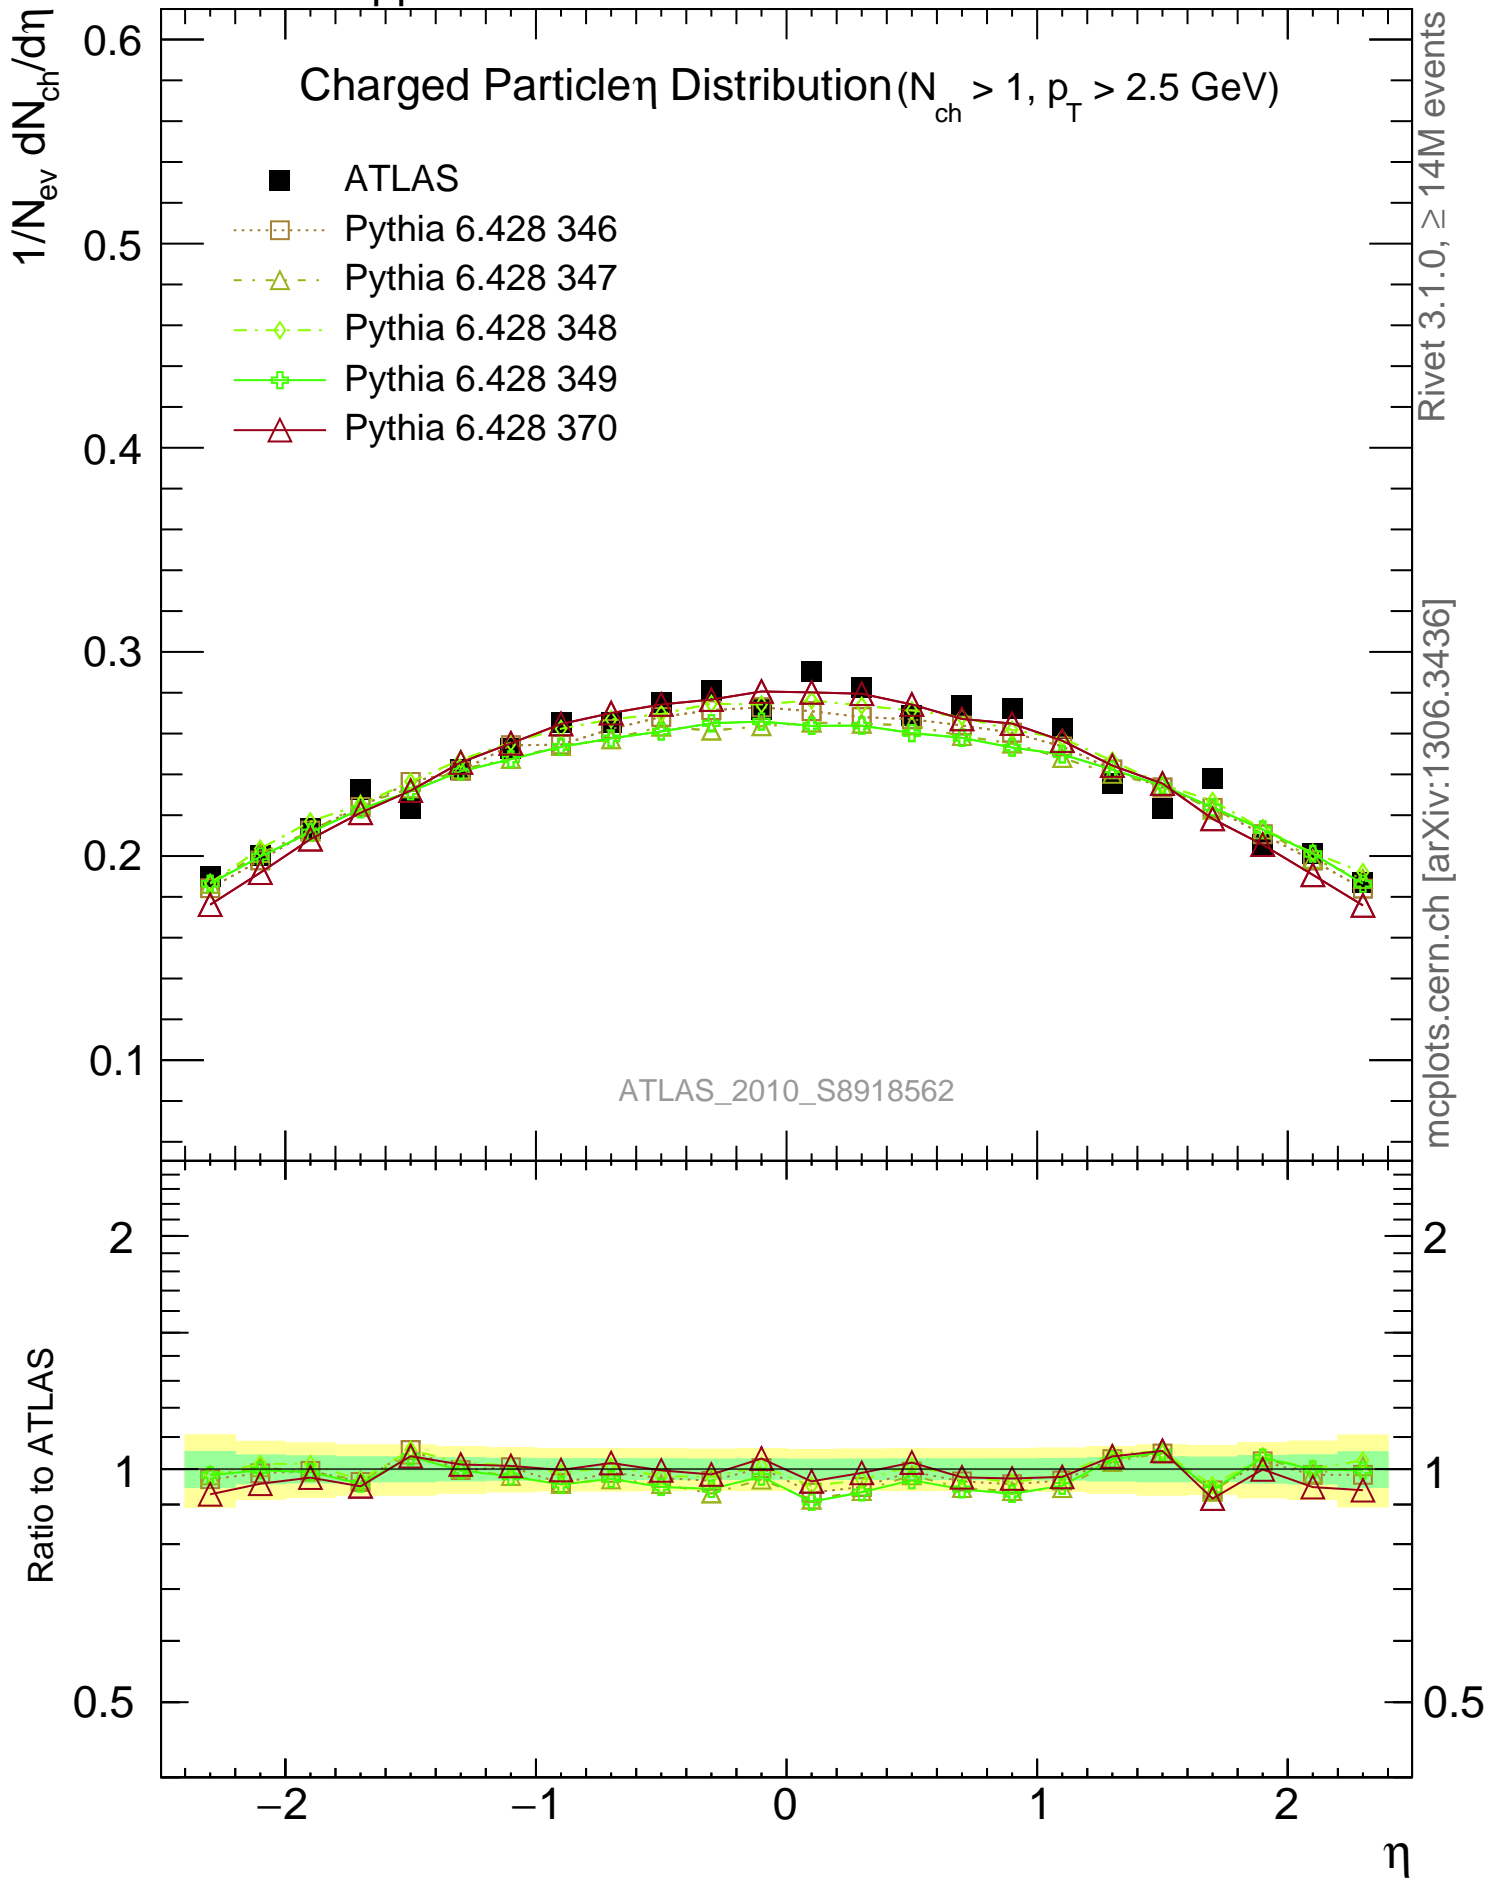 Charged Particle η Distribution (N_ch > 1, p_T > 2.5 GeV)
1/N_ev dN_ch/dη
0.6
0.5
0.4
0.3
0.2
0.1
ATLAS
Pythia 6.428 346
Pythia 6.428 347
Pythia 6.428 348
Pythia 6.428 349
Pythia 6.428 370
ATLAS_2010_S8918562
Rivet 3.1.0, ≥ 14M events
mcplots.cern.ch [arXiv:1306.3436]
Ratio to ATLAS
2
1
0.5
2
1
0.5
−2
−1
0
1
2
η